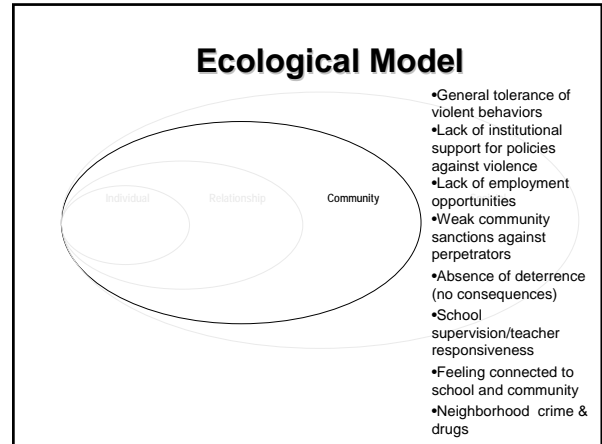 Ecological Model
Individual
Relationship
Community
•General tolerance of
violent behaviors
•Lack of institutional
support for policies
against violence
•Lack of employment
opportunities
•Weak community
sanctions against
perpetrators
•Absence of deterrence
(no consequences)
•School
supervision/teacher
responsiveness
•Feeling connected to
school and community
•Neighborhood crime &
drugs